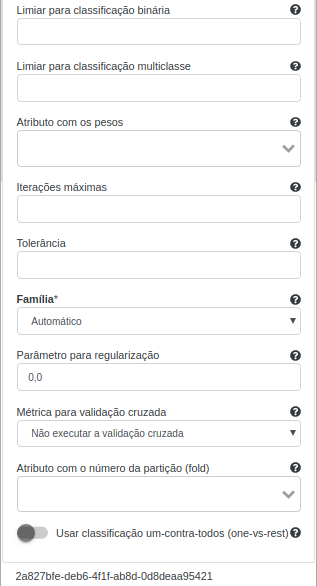 Limiar para classificação binária
Limiar para classificação multiclasse
Atributo com os pesos
Iterações máximas
Tolerância
Família*
Automático
Parâmetro para regularização
0,0
Métrica para validação cruzada
Não executar a validação cruzada
Atributo com o número da partição (fold)
Usar classificação um-contra-todos (one-vs-rest)
2a827bfe-deb6-4f1f-ab8d-0d8deaa95421